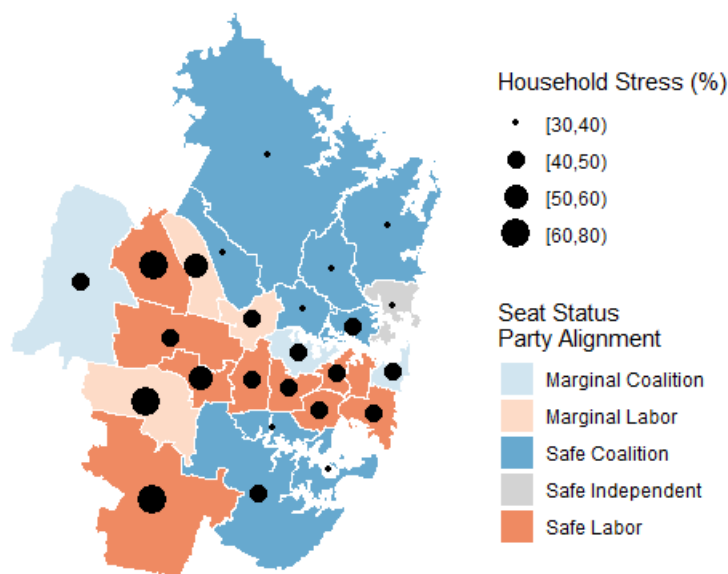 Household Stress (%)
[30,40)
[40,50)
[50,60)
[60,80)
Seat Status
Party Alignment
Marginal Coalition
Marginal Labor
Safe Coalition
Safe Independent
Safe Labor